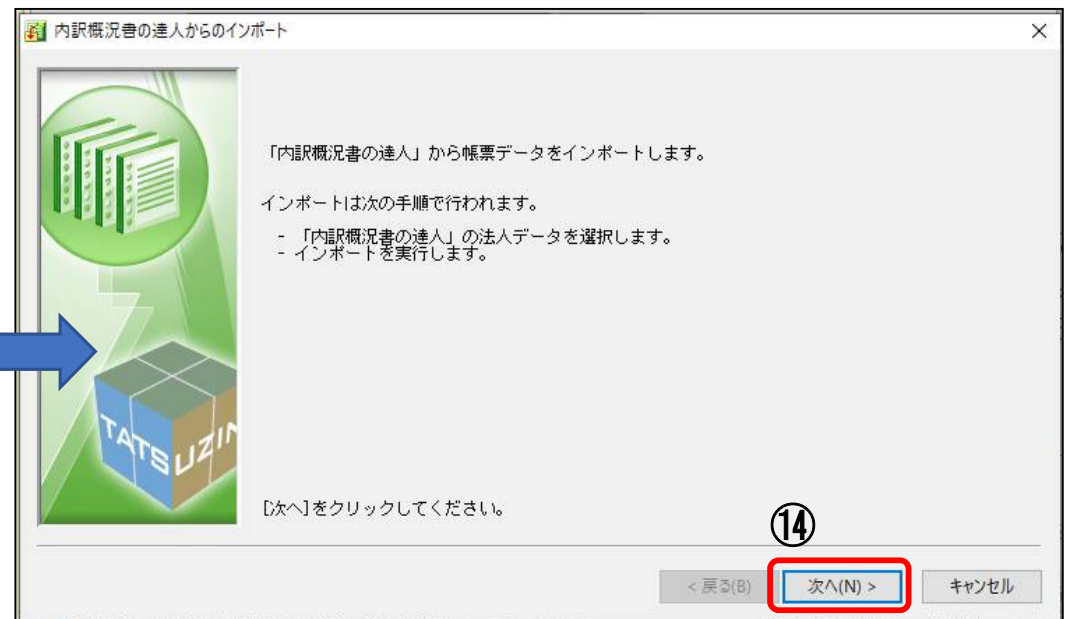 内訳概況書の達人からのインポート
「内訳概況書の達人」から帳票データをインポートします。
インポートは次の手順で行われます。
- 「内訳概況書の達人」の法人データを選択します。
- インポートを実行します。
TATSUZIN
[次へ]をクリックしてください。
⑭
< 戻る(B)
次へ(N) >
キャンセル